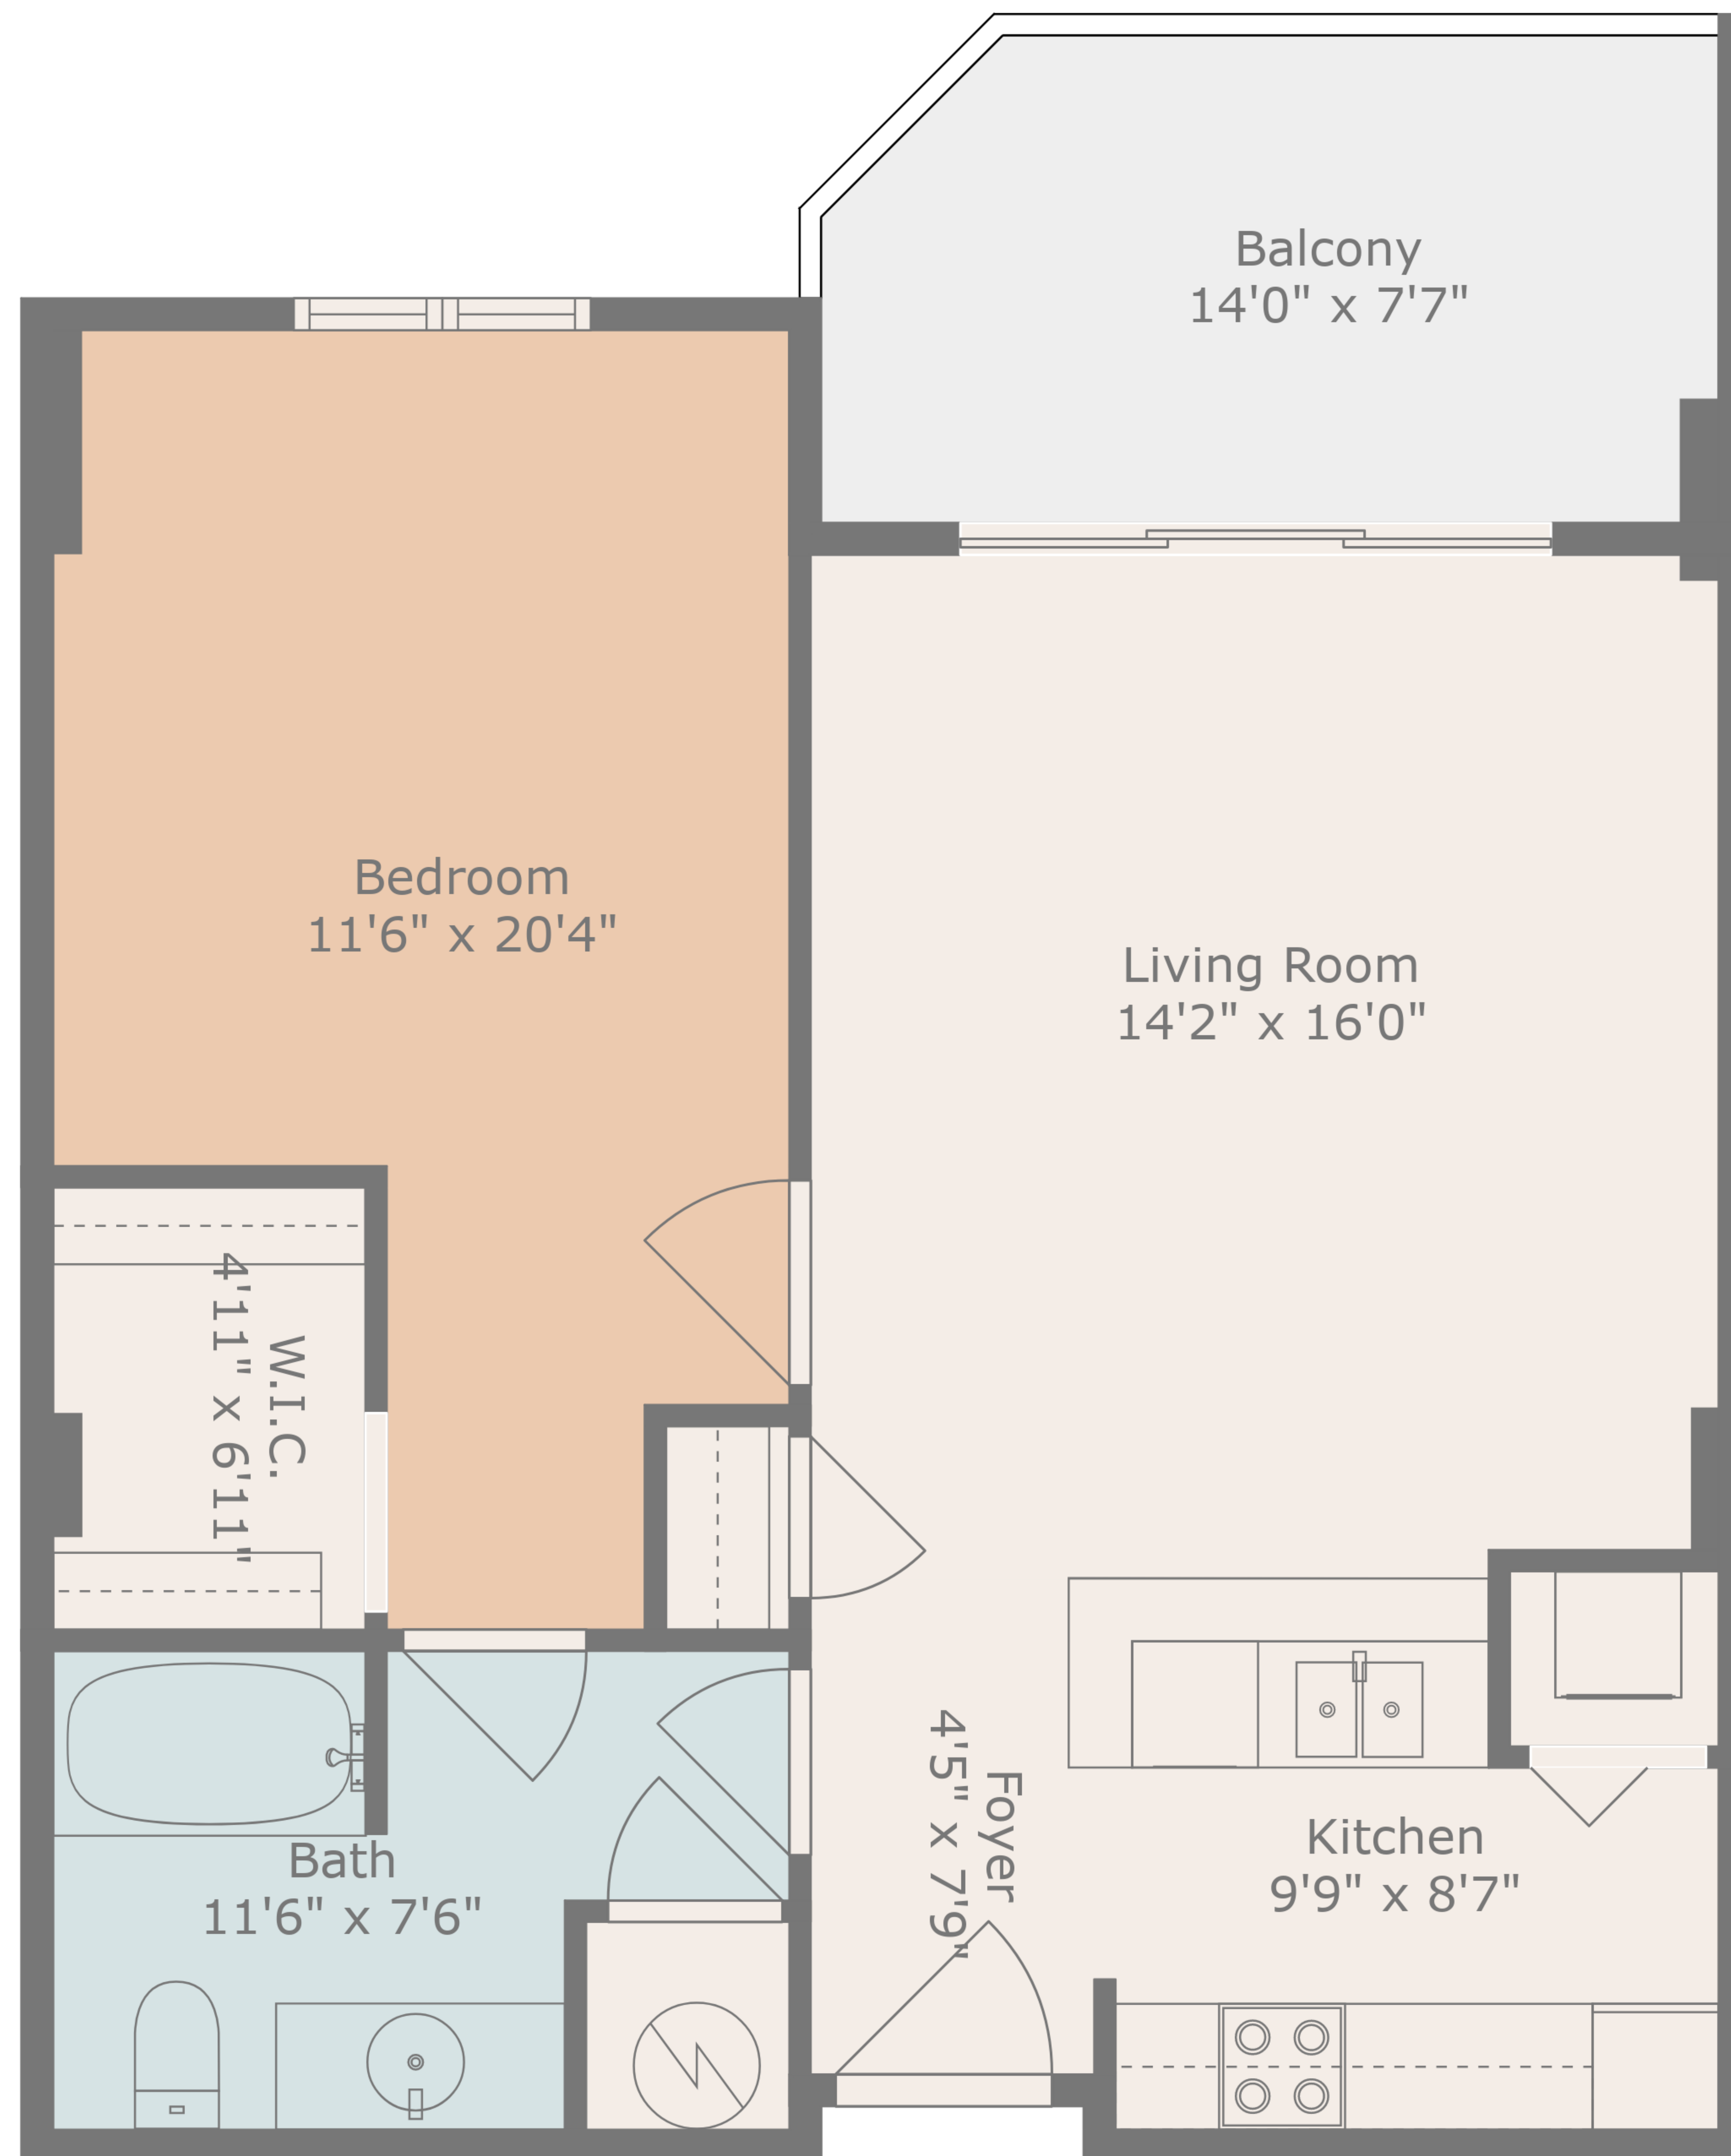 Balcony
14'0" x 7'7"
Bedroom
11'6" x 20'4"
Living Room
14'2" x 16'0"
W.I.C.
4'11" x 6'11"
Foyer
4'5" x 7'9"
Kitchen
9'9" x 8'7"
Bath
11'6" x 7'6"